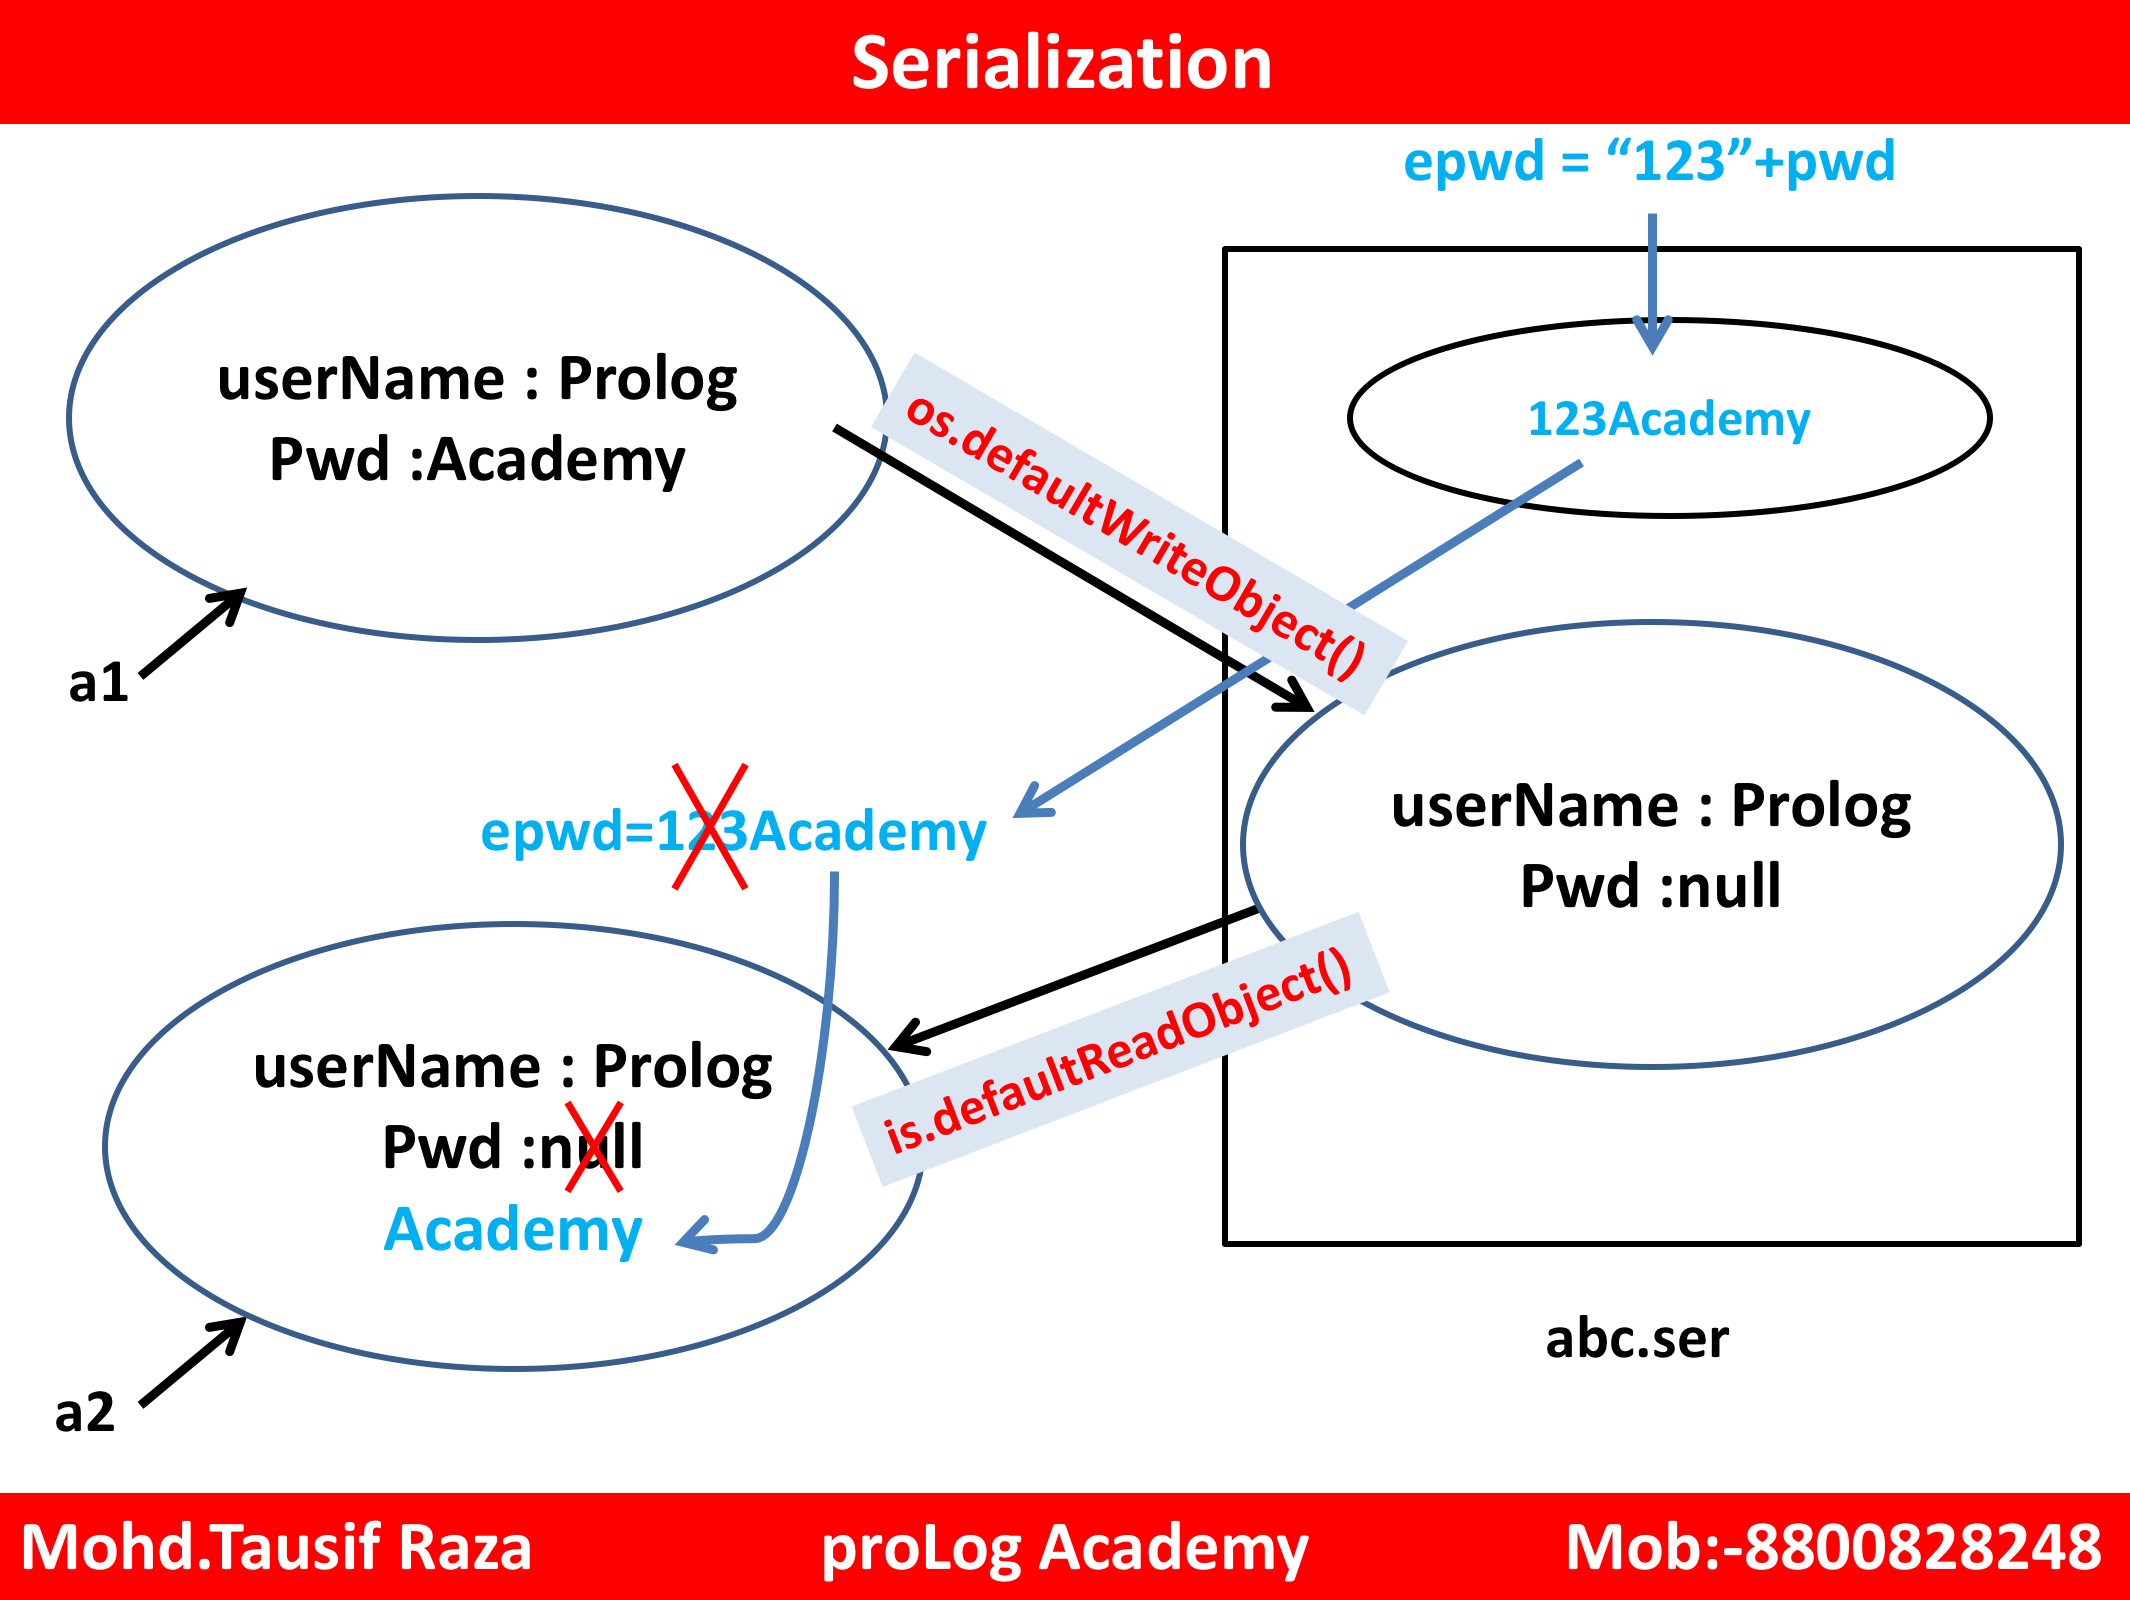 Serialization
epwd = “123”+pwd
userName : Prolog
Pwd :Academy
os.defaultWriteObject()
123Academy
a1
epwd=123Academy
userName : Prolog
Pwd :null
is.defaultReadObject()
userName : Prolog
Pwd :null
Academy
abc.ser
a2
Mohd.Tausif Raza proLog Academy Mob:-8800828248